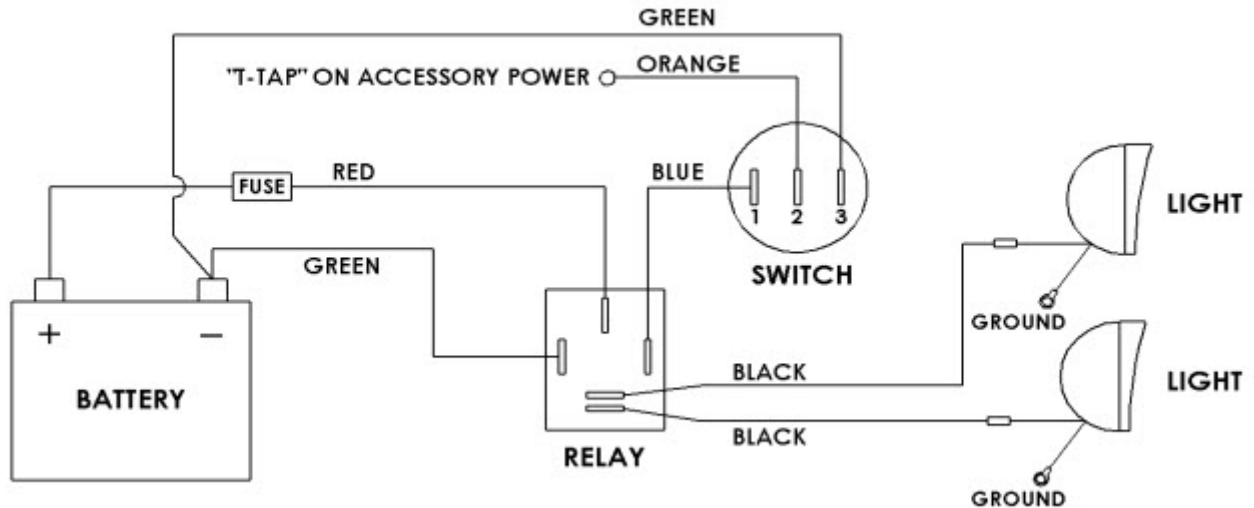 GREEN
"T-TAP" ON ACCESSORY POWER
ORANGE
FUSE
RED
BLUE
1 2 3
LIGHT
GREEN
SWITCH
GROUND
+ –
BATTERY
BLACK
LIGHT
BLACK
RELAY
GROUND